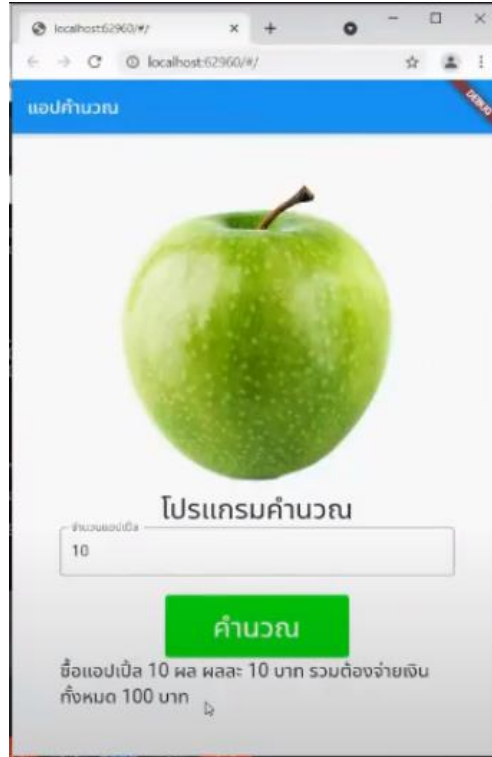 localhost:62960/#/
localhost:62960/#/
แอปคำนวณ
DEBUG
โปรแกรมคำนวณ
จำนวนแอปเปิ้ล
10
คำนวณ
ซื้อแอปเปิ้ล 10 ผล ผลละ 10 บาท รวมต้องจ่ายเงิน
ทั้งหมด 100 บาท